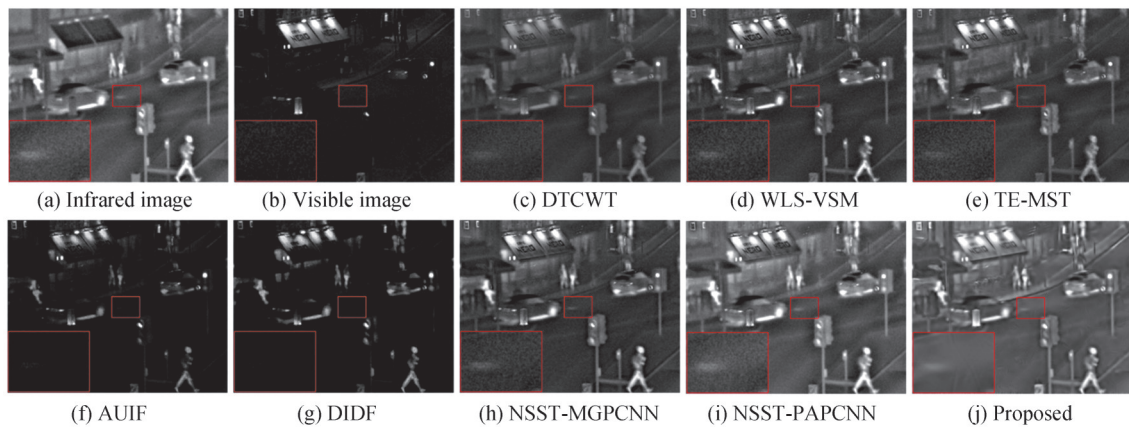 (a) Infrared image
(b) Visible image
(c) DTCWT
(d) WLS-VSM
(e) TE-MST
(f) AUIF
(g) DIDF
(h) NSST-MGPCNN
(i) NSST-PAPCNN
(j) Proposed